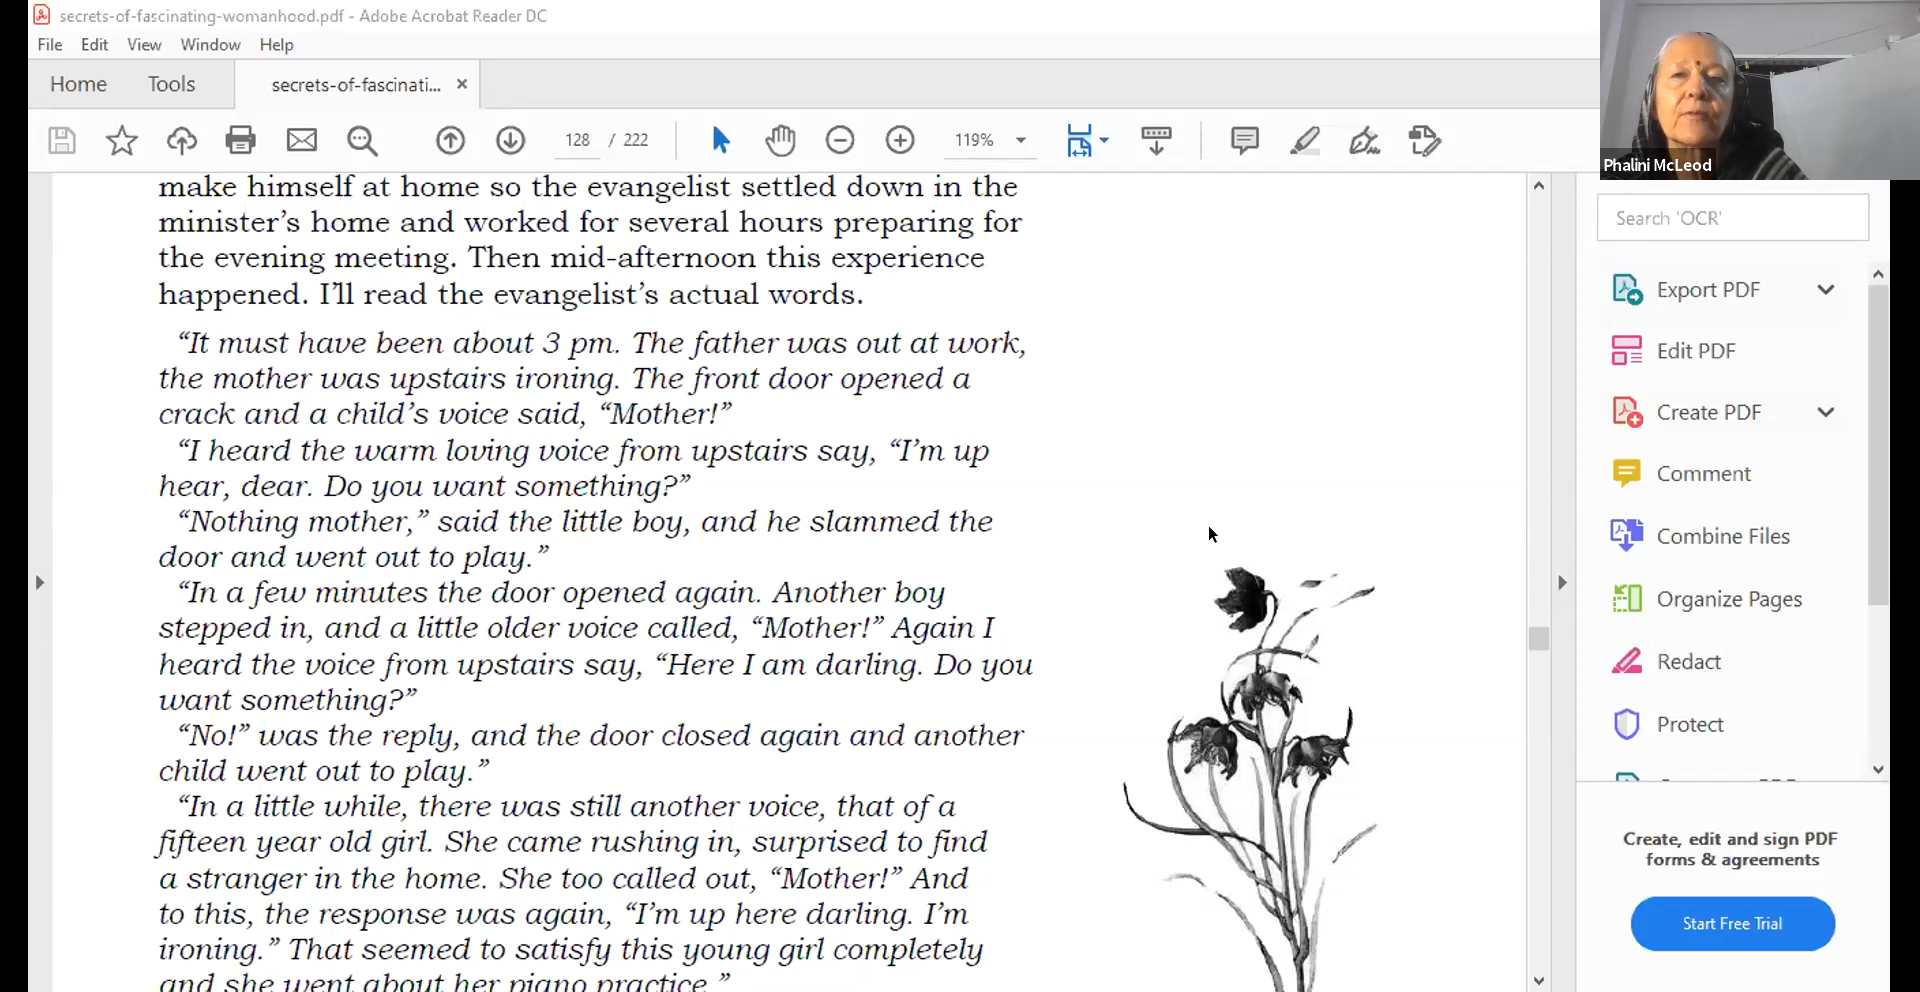 secrets-of-fascinating-womanhood.pdf - Adobe Acrobat Reader DC
File Edit View Window Help
Home Tools secrets-of-fascinati... ×
128 / 222 119%
Phalini McLeod
make himself at home so the evangelist settled down in the
minister’s home and worked for several hours preparing for
the evening meeting. Then mid-afternoon this experience
happened. I’ll read the evangelist’s actual words.
“It must have been about 3 pm. The father was out at work,
the mother was upstairs ironing. The front door opened a
crack and a child’s voice said, “Mother!”
“I heard the warm loving voice from upstairs say, “I’m up
hear, dear. Do you want something?”
“Nothing mother,” said the little boy, and he slammed the
door and went out to play.”
“In a few minutes the door opened again. Another boy
stepped in, and a little older voice called, “Mother!” Again I
heard the voice from upstairs say, “Here I am darling. Do you
want something?”
“No!” was the reply, and the door closed again and another
child went out to play.”
“In a little while, there was still another voice, that of a
fifteen year old girl. She came rushing in, surprised to find
a stranger in the home. She too called out, “Mother!” And
to this, the response was again, “I’m up here darling. I’m
ironing.” That seemed to satisfy this young girl completely
and she went about her piano practice.”
Search 'OCR'
Export PDF
Edit PDF
Create PDF
Comment
Combine Files
Organize Pages
Redact
Protect
Create, edit and sign PDF
forms & agreements
Start Free Trial